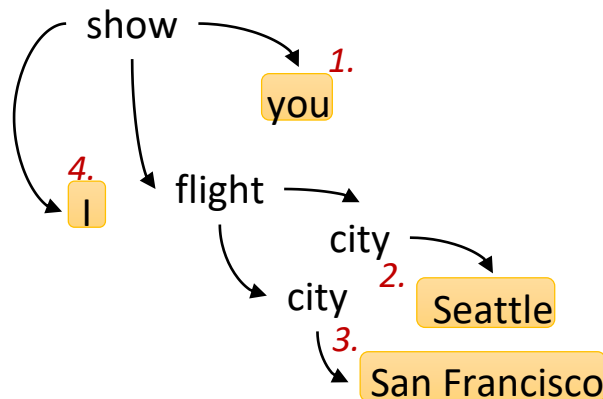 show
1.
you
4.
I
flight
city
2.
Seattle
city
3.
San Francisco